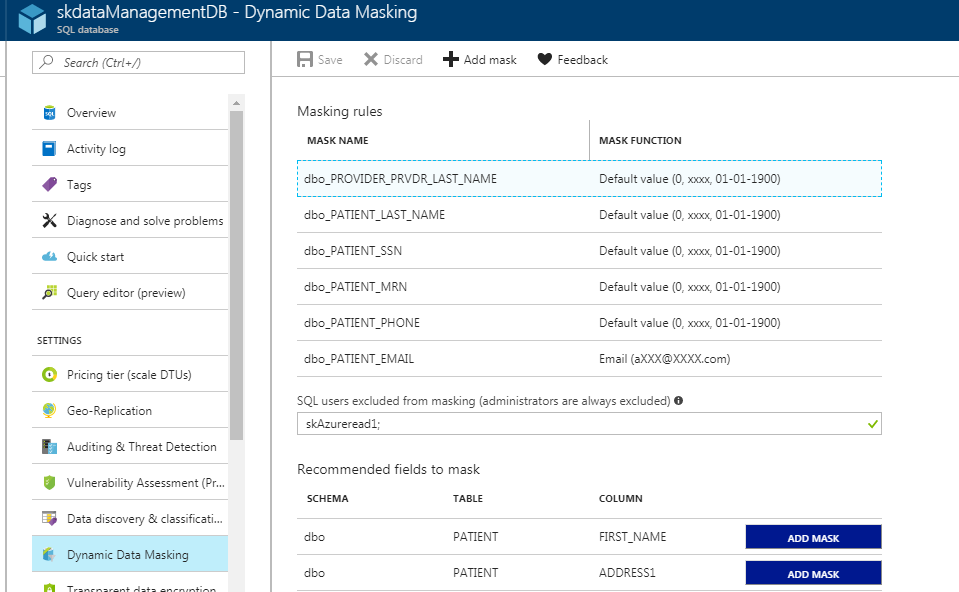 skdataManagementDB - Dynamic Data Masking
SQL database
Search (Ctrl+/)
Overview
Activity log
Tags
Diagnose and solve problems
Quick start
Query editor (preview)
SETTINGS
Pricing tier (scale DTUs)
Geo-Replication
Auditing & Threat Detection
Vulnerability Assessment (Pr...
Data discovery & classificati...
Dynamic Data Masking
Transparent data encryption
Save Discard Add mask Feedback
Masking rules
MASK NAME MASK FUNCTION
dbo_PROVIDER_PRVDR_LAST_NAME Default value (0, xxxx, 01-01-1900)
dbo_PATIENT_LAST_NAME Default value (0, xxxx, 01-01-1900)
dbo_PATIENT_SSN Default value (0, xxxx, 01-01-1900)
dbo_PATIENT_MRN Default value (0, xxxx, 01-01-1900)
dbo_PATIENT_PHONE Default value (0, xxxx, 01-01-1900)
dbo_PATIENT_EMAIL Email (aXXX@XXXX.com)
SQL users excluded from masking (administrators are always excluded)
skAzureread1;
Recommended fields to mask
SCHEMA TABLE COLUMN
dbo PATIENT FIRST_NAME ADD MASK
dbo PATIENT ADDRESS1 ADD MASK